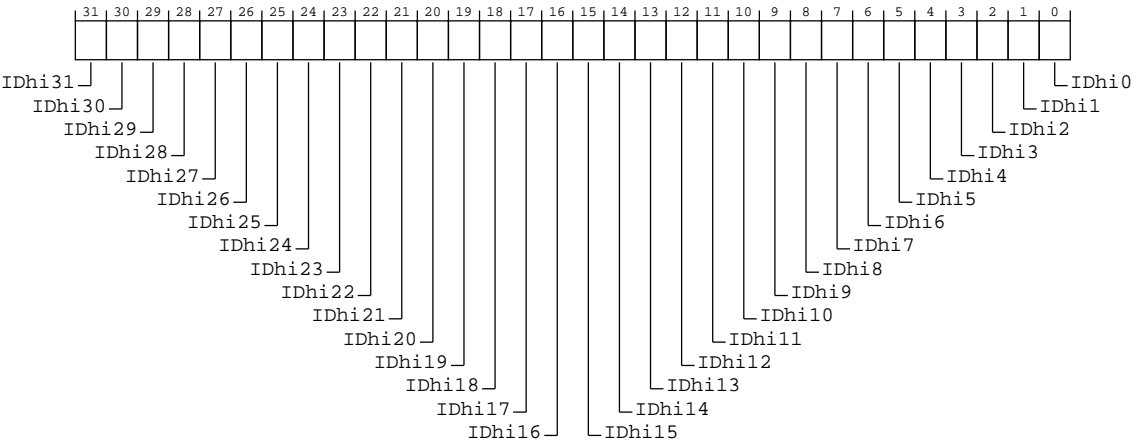 31 30 29 28 27 26 25 24 23 22 21 20 19 18 17 16 15 14 13 12 11 10 9 8 7 6 5 4 3 2 1 0
IDhi31 IDhi0
IDhi30 IDhi1
IDhi29 IDhi2
IDhi28 IDhi3
IDhi27 IDhi4
IDhi26 IDhi5
IDhi25 IDhi6
IDhi24 IDhi7
IDhi23 IDhi8
IDhi22 IDhi9
IDhi21 IDhi10
IDhi20 IDhi11
IDhi19 IDhi12
IDhi18 IDhi13
IDhi17 IDhi14
IDhi16 IDhi15